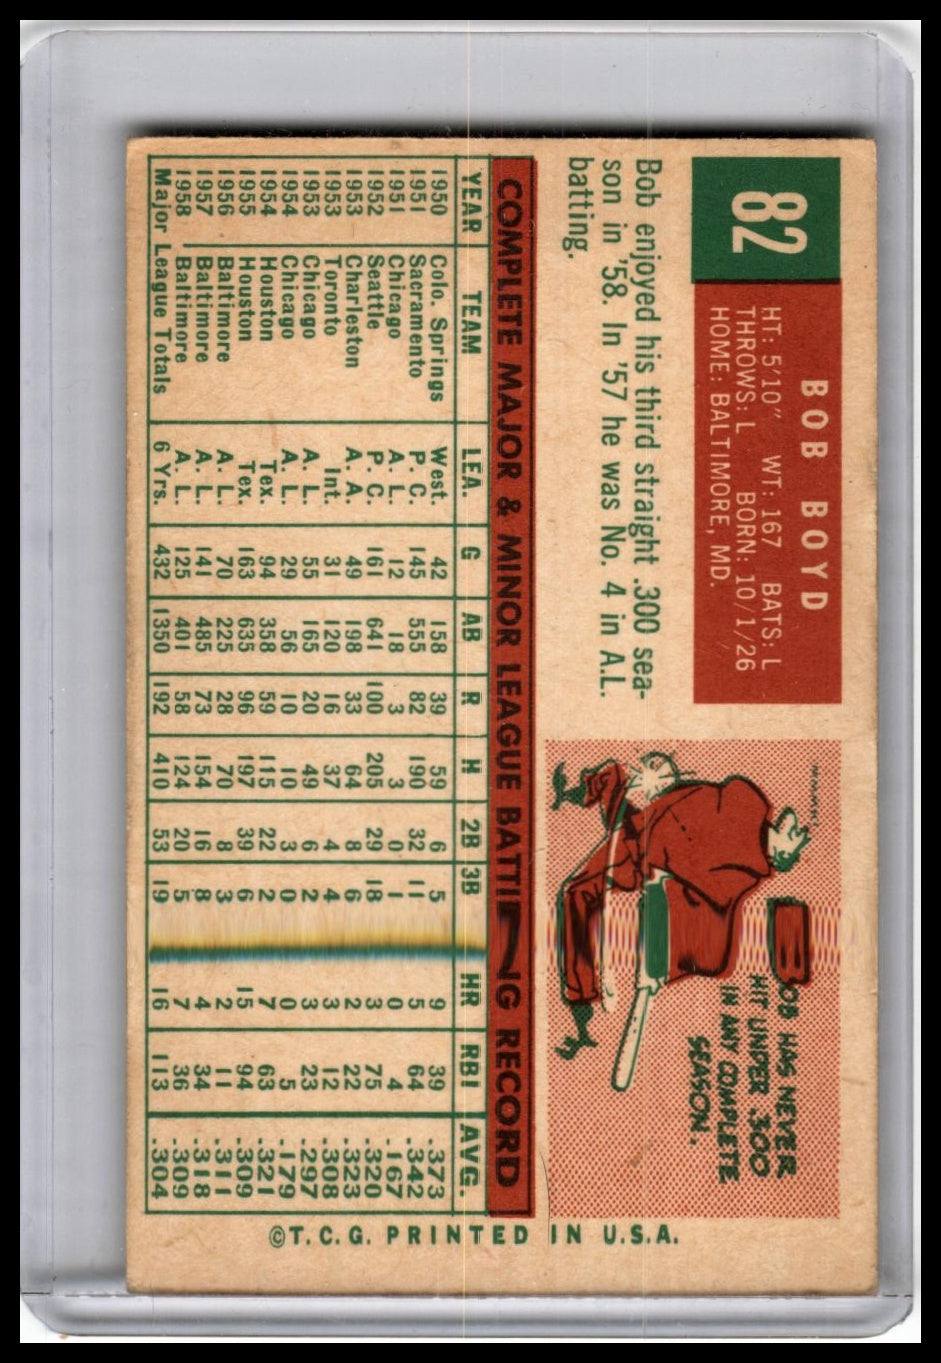 82
BOB BOYD
HT: 5'10" WT: 167 BATS: L
THROWS: L BORN: 10/1/26
HOME: BALTIMORE, MD.
Bob enjoyed his third straight .300 sea-
son in '58. In '57 he was No. 4 in A.L.
batting.
BOB HAS NEVER
HIT UNDER .300
IN ANY COMPLETE
SEASON.
COMPLETE MAJOR & MINOR LEAGUE BATTING RECORD
YEAR TEAM LEA. G AB R H 2B 3B HR RBI AVG.
1950 Colo. Springs West. 42 158 39 59 6 5 9 39 .373
1951 Sacramento P. C. 145 555 82 190 32 11 5 64 .342
1951 Chicago A. L. 12 18 3 3 0 1 0 4 .167
1952 Seattle P. C. 161 641 100 205 29 18 3 75 .320
1953 Charleston A. A. 49 198 33 64 8 6 2 22 .323
1953 Toronto Int. 31 120 16 37 4 4 1 12 .308
1953 Chicago A. L. 55 165 20 49 6 2 3 23 .297
1954 Chicago A. L. 29 56 10 10 3 0 0 5 .179
1954 Houston Tex. 94 358 59 115 22 2 7 63 .321
1955 Houston Tex. 163 635 96 197 39 6 15 94 .309
1956 Baltimore A. L. 70 225 28 70 8 3 2 11 .311
1957 Baltimore A. L. 141 485 73 154 16 8 4 34 .318
1958 Baltimore A. L. 125 401 58 124 20 5 7 36 .309
Major League Totals 6 Yrs. 432 1350 192 410 53 19 16 113 .304
©T.C.G. PRINTED IN U.S.A.